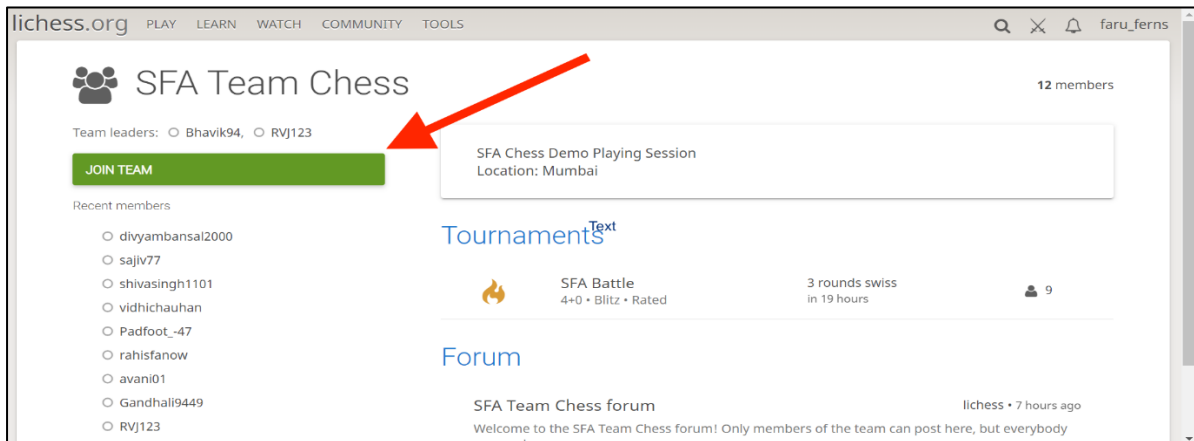 lichess.org PLAY LEARN WATCH COMMUNITY TOOLS faru_ferns
SFA Team Chess
12 members
Team leaders: Bhavik94, RVJ123
JOIN TEAM
Recent members
divyambansal2000
sajiv77
shivasingh1101
vidhichauhan
Padfoot_-47
rahisfanow
avani01
Gandhali9449
RVJ123
SFA Chess Demo Playing Session
Location: Mumbai
Tournaments
Text
SFA Battle
4+0 • Blitz • Rated
3 rounds swiss
in 19 hours
9
Forum
SFA Team Chess forum
lichess • 7 hours ago
Welcome to the SFA Team Chess forum! Only members of the team can post here, but everybody